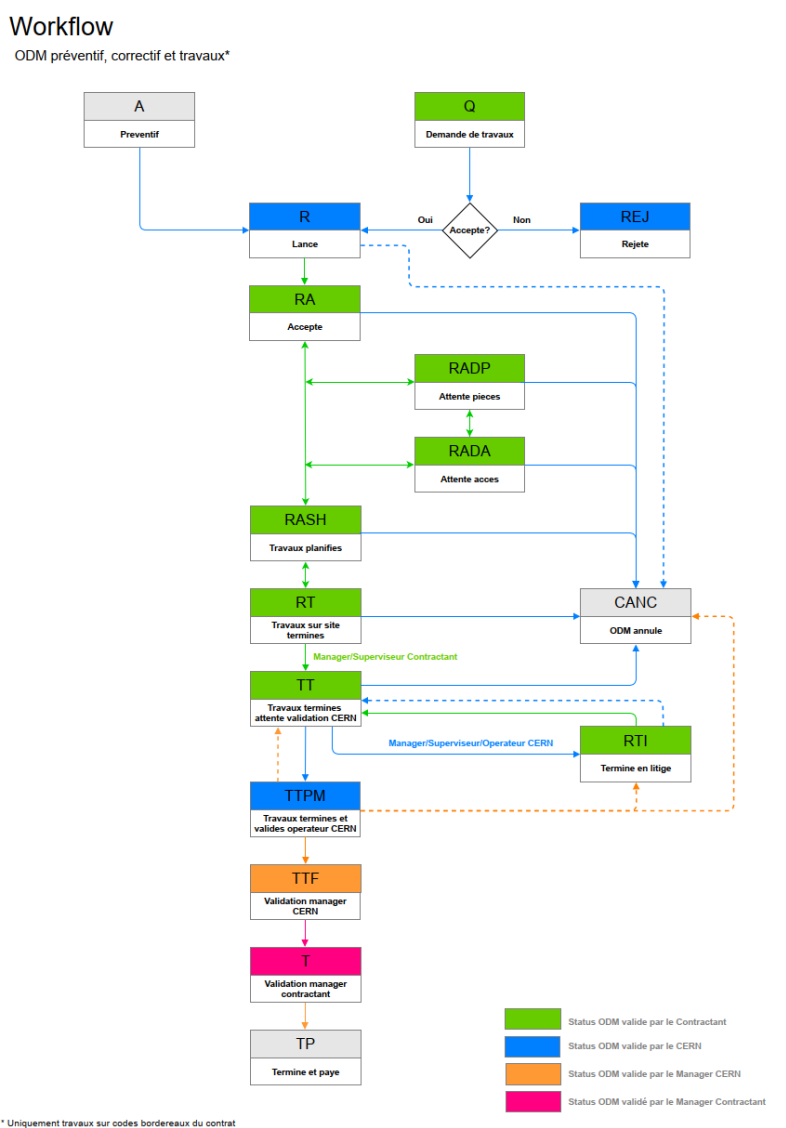 Workflow
ODM préventif, correctif et travaux*
A
Preventif
Q
Demande de travaux
R
Lance
Oui
Accepte?
Non
REJ
Rejete
RA
Accepte
RADP
Attente pieces
RADA
Attente acces
RASH
Travaux planifies
RT
Travaux sur site
termines
CANC
ODM annule
Manager/Superviseur Contractant
TT
Travaux termines
attente validation CERN
Manager/Superviseur/Operateur CERN
RTI
Termine en litige
TTPM
Travaux termines et
valides operateur CERN
TTF
Validation manager
CERN
T
Validation manager
contractant
TP
Termine et paye
Status ODM valide par le Contractant
Status ODM valide par le CERN
Status ODM valide par le Manager CERN
Status ODM validé par le Manager Contractant
* Uniquement travaux sur codes bordereaux du contrat